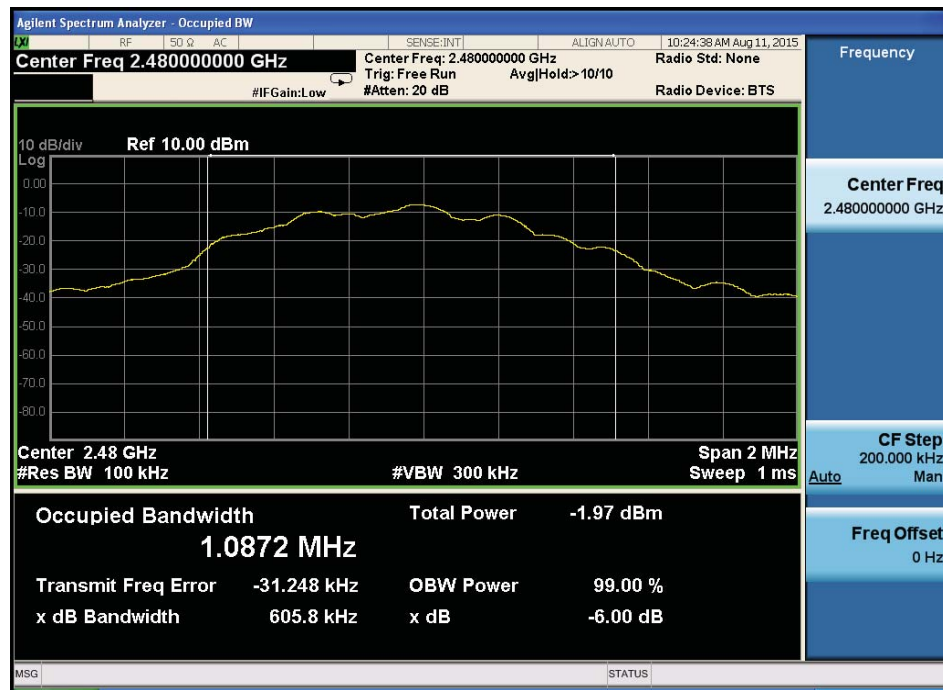 Agilent Spectrum Analyzer - Occupied BW
LXI RF 50 Ω AC SENSE:INT ALIGN AUTO 10:24:38 AM Aug 11, 2015
Center Freq 2.480000000 GHz
Center Freq: 2.480000000 GHz
Radio Std: None
Trig: Free Run Avg|Hold:>10/10
#IFGain:Low #Atten: 20 dB Radio Device: BTS
10 dB/div Ref 10.00 dBm
Log
0.00
-10.0
-20.0
-30.0
-40.0
-50.0
-60.0
-70.0
-80.0
Center 2.48 GHz Span 2 MHz
#Res BW 100 kHz #VBW 300 kHz Sweep 1 ms
Occupied Bandwidth Total Power -1.97 dBm
1.0872 MHz
Transmit Freq Error -31.248 kHz OBW Power 99.00 %
x dB Bandwidth 605.8 kHz x dB -6.00 dB
MSG STATUS
Frequency
Center Freq
2.480000000 GHz
CF Step
200.000 kHz
Auto Man
Freq Offset
0 Hz